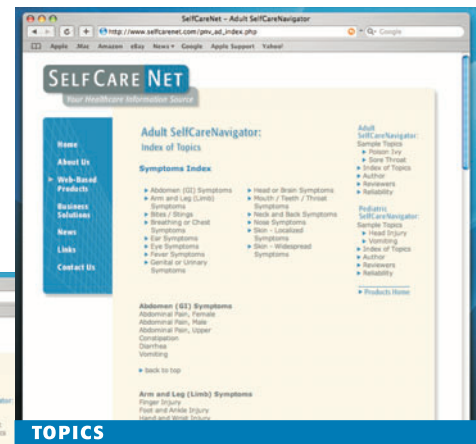 SelfCareNet - Adult SelfCareNavigator
http://www.selfcarenet.com/pmv_ad_index.php
Google
Apple .Mac Amazon eBay News Google Apple Support Yahoo!
SELFCARE NET
Your Healthcare Information Source
Home
About Us
Web-Based
Products
Business
Solutions
News
Links
Contact Us
Adult SelfCareNavigator:
Index of Topics
Symptoms Index
Abdomen (GI) Symptoms
Arm and Leg (Limb)
Symptoms
Bites / Stings
Breathing or Chest
Symptoms
Ear Symptoms
Eye Symptoms
Fever Symptoms
Genital or Urinary
Symptoms
Head or Brain Symptoms
Mouth / Teeth / Throat
Symptoms
Neck and Back Symptoms
Nose Symptoms
Skin - Localized
Symptoms
Skin - Widespread
Symptoms
Abdomen (GI) Symptoms
Abdominal Pain, Female
Abdominal Pain, Male
Abdominal Pain, Upper
Constipation
Diarrhea
Vomiting
back to top
Arm and Leg (Limb) Symptoms
Finger Injury
Foot and Ankle Injury
Hand and Wrist Injury
Adult
SelfCareNavigator:
Sample Topics
Poison Ivy
Sore Throat
Index of Topics
Author
Reviewers
Reliability
Pediatric
SelfCareNavigator:
Sample Topics
Head Injury
Vomiting
Index of Topics
Author
Reviewers
Reliability
Products Home
TOPICS